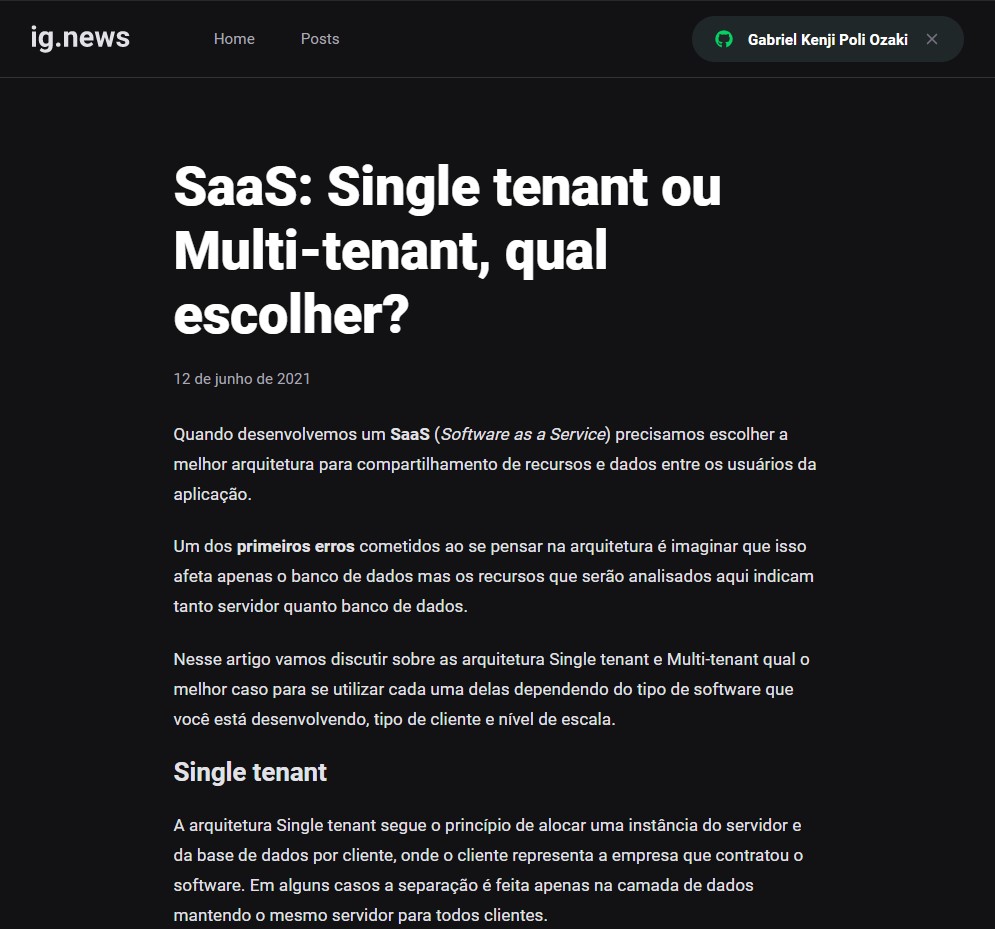 ig.news
Home
Posts
Gabriel Kenji Poli Ozaki
SaaS: Single tenant ou
Multi-tenant, qual
escolher?
12 de junho de 2021
Quando desenvolvemos um SaaS (Software as a Service) precisamos escolher a
melhor arquitetura para compartilhamento de recursos e dados entre os usuários da
aplicação.
Um dos primeiros erros cometidos ao se pensar na arquitetura é imaginar que isso
afeta apenas o banco de dados mas os recursos que serão analisados aqui indicam
tanto servidor quanto banco de dados.
Nesse artigo vamos discutir sobre as arquitetura Single tenant e Multi-tenant qual o
melhor caso para se utilizar cada uma delas dependendo do tipo de software que
você está desenvolvendo, tipo de cliente e nível de escala.
Single tenant
A arquitetura Single tenant segue o princípio de alocar uma instância do servidor e
da base de dados por cliente, onde o cliente representa a empresa que contratou o
software. Em alguns casos a separação é feita apenas na camada de dados
mantendo o mesmo servidor para todos clientes.